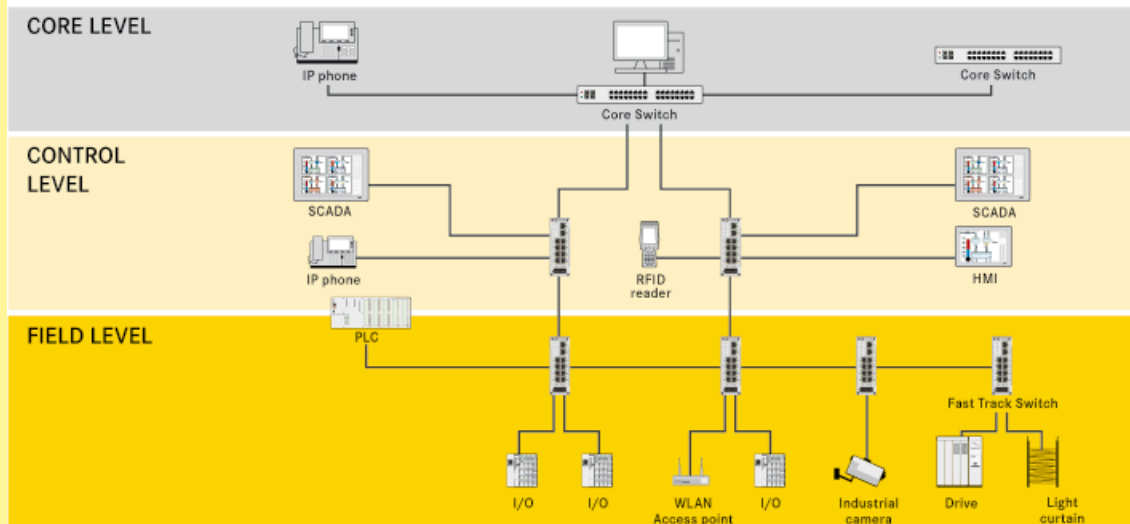 CORE LEVEL
IP phone
Core Switch
Core Switch
CONTROL
LEVEL
SCADA
SCADA
IP phone
RFID
reader
HMI
FIELD LEVEL
PLC
Fast Track Switch
I/O
I/O
WLAN
Access point
I/O
Industrial
camera
Drive
Light
curtain